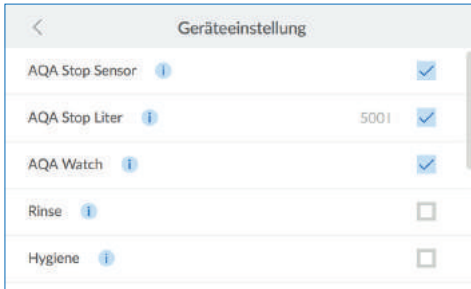 Geräteeinstellung
AQA Stop Sensor i
AQA Stop Liter i 500 l
AQA Watch i
Rinse i
Hygiene i